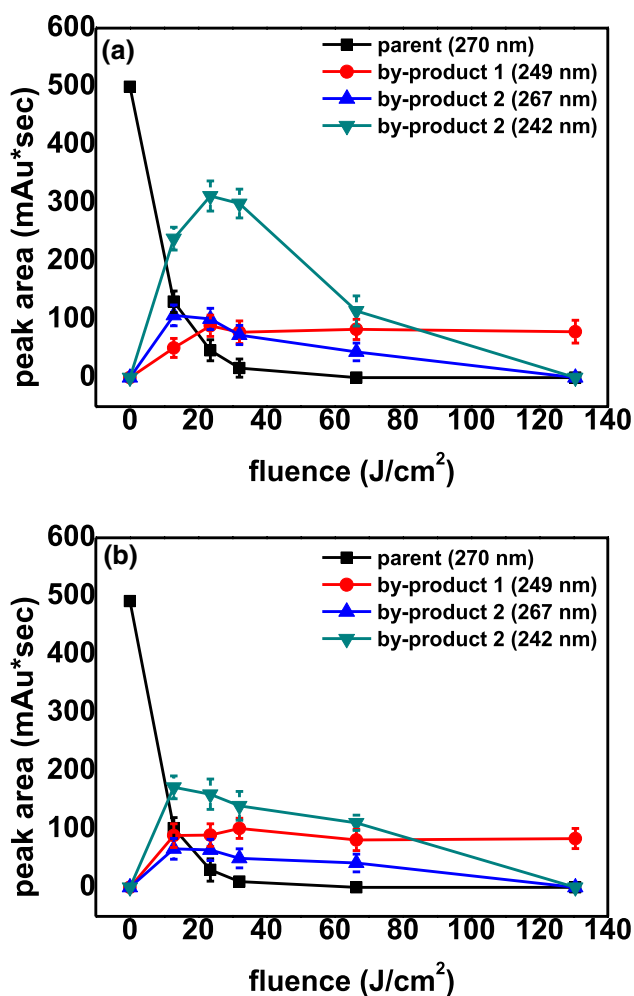 (a)
parent (270 nm)
by-product 1 (249 nm)
by-product 2 (267 nm)
by-product 2 (242 nm)
600
500
400
300
200
100
0
peak area (mAu*sec)
0 20 40 60 80 100 120 140
fluence (J/cm²)
(b)
parent (270 nm)
by-product 1 (249 nm)
by-product 2 (267 nm)
by-product 2 (242 nm)
600
500
400
300
200
100
0
peak area (mAu*sec)
0 20 40 60 80 100 120 140
fluence (J/cm²)